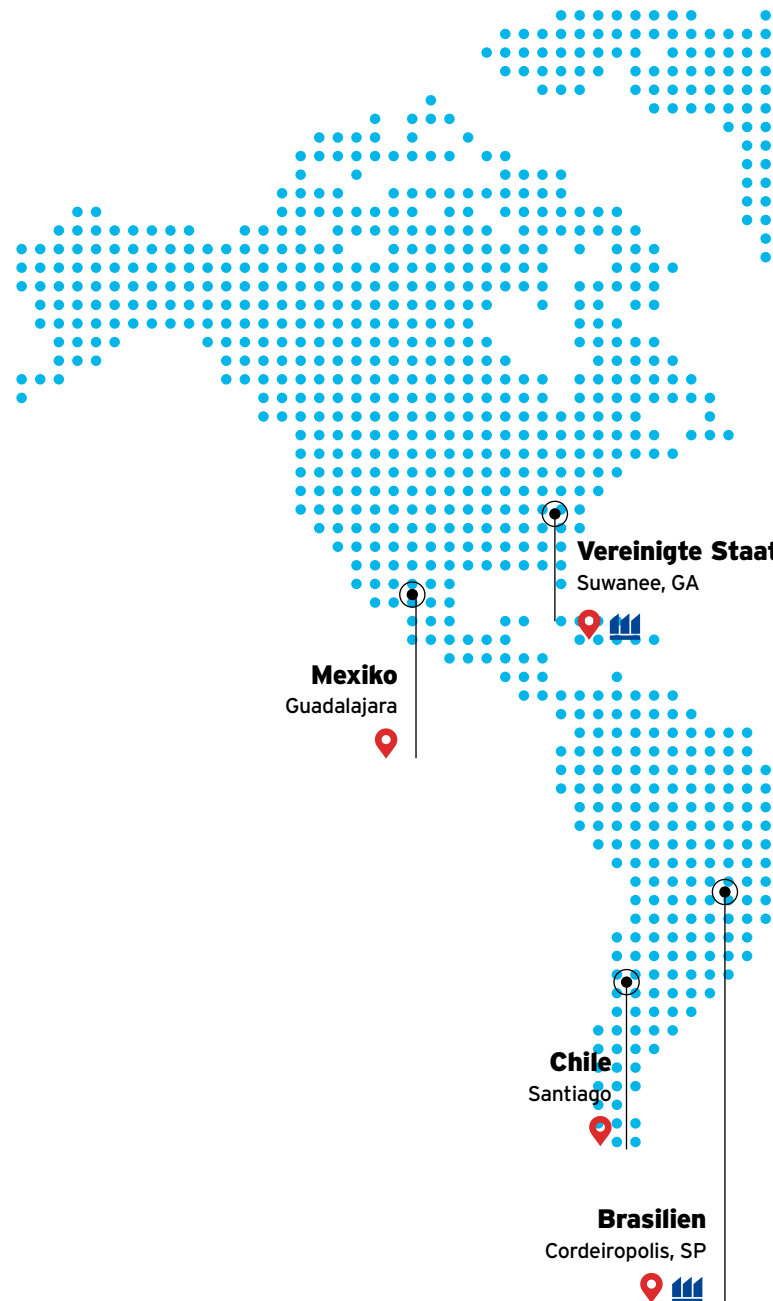 Vereinigte Staat
Suwanee, GA
Mexiko
Guadalajara
Chile
Santiago
Brasilien
Cordeiropolis, SP